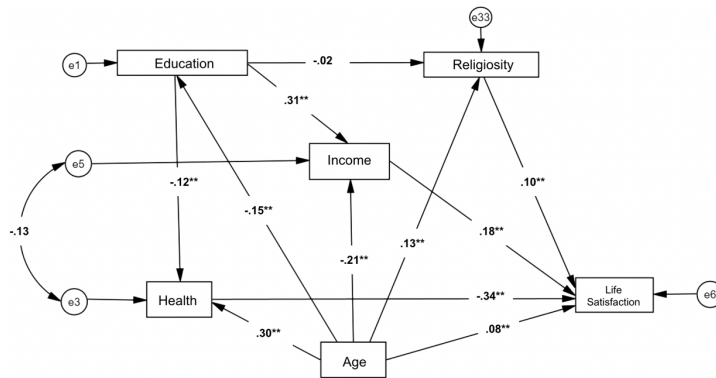 e33
e1
Education
-.02
Religiosity
.31**
e5
Income
-.12**
.10**
-.15**
-.13
.18**
.13**
-.21**
e3
Health
-.34**
Life
Satisfaction
e6
.30**
.08**
Age